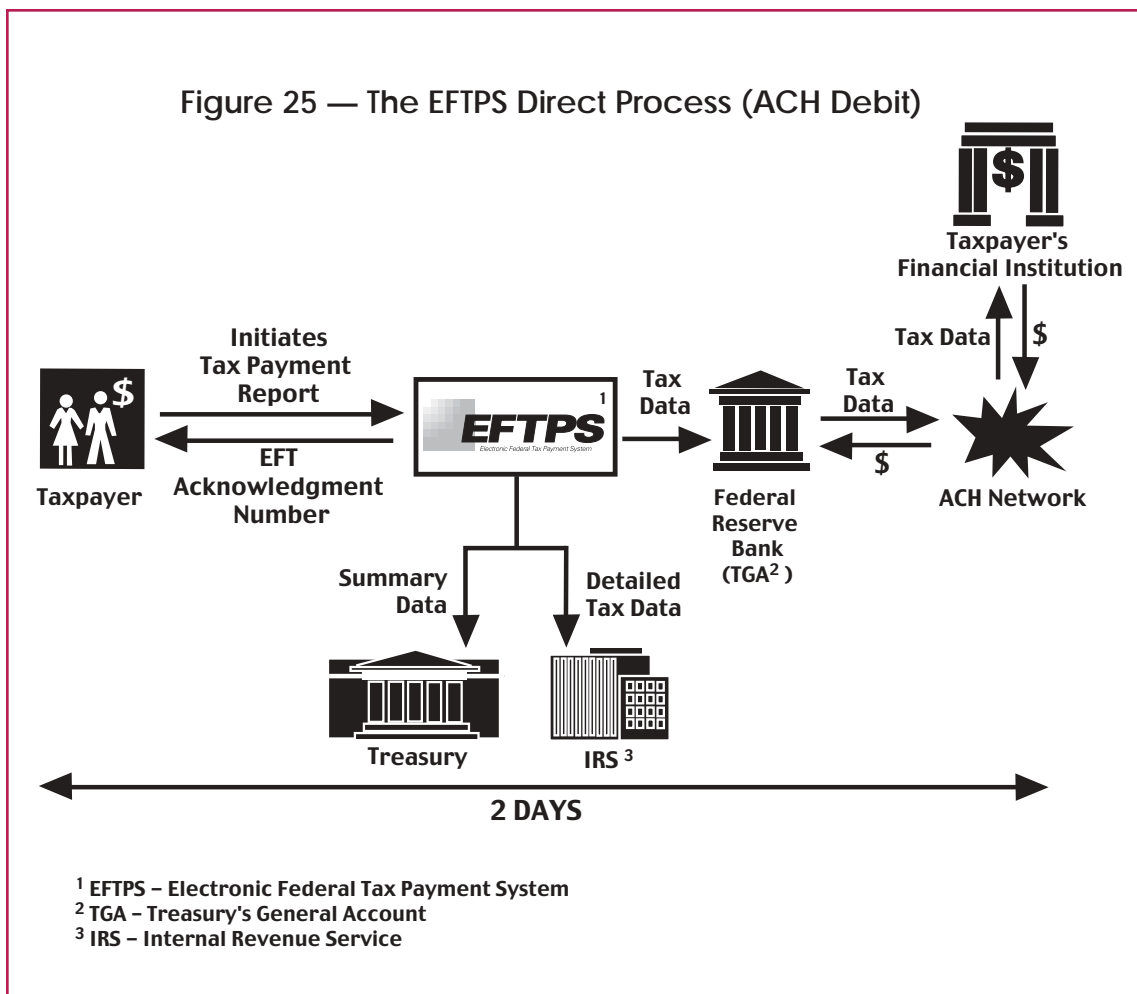 Figure 25 — The EFTPS Direct Process (ACH Debit)
$
Taxpayer's
Financial Institution
Tax Data
$
Initiates
Tax Payment
Report
$
EFT
Acknowledgment
Number
Taxpayer
1
EFTPS
Electronic Federal Tax Payment System
Tax
Data
Tax
Data
$
Federal
Reserve
Bank
(TGA²)
ACH Network
Summary
Data
Detailed
Tax Data
Treasury
IRS ³
2 DAYS
¹ EFTPS – Electronic Federal Tax Payment System
² TGA – Treasury's General Account
³ IRS – Internal Revenue Service